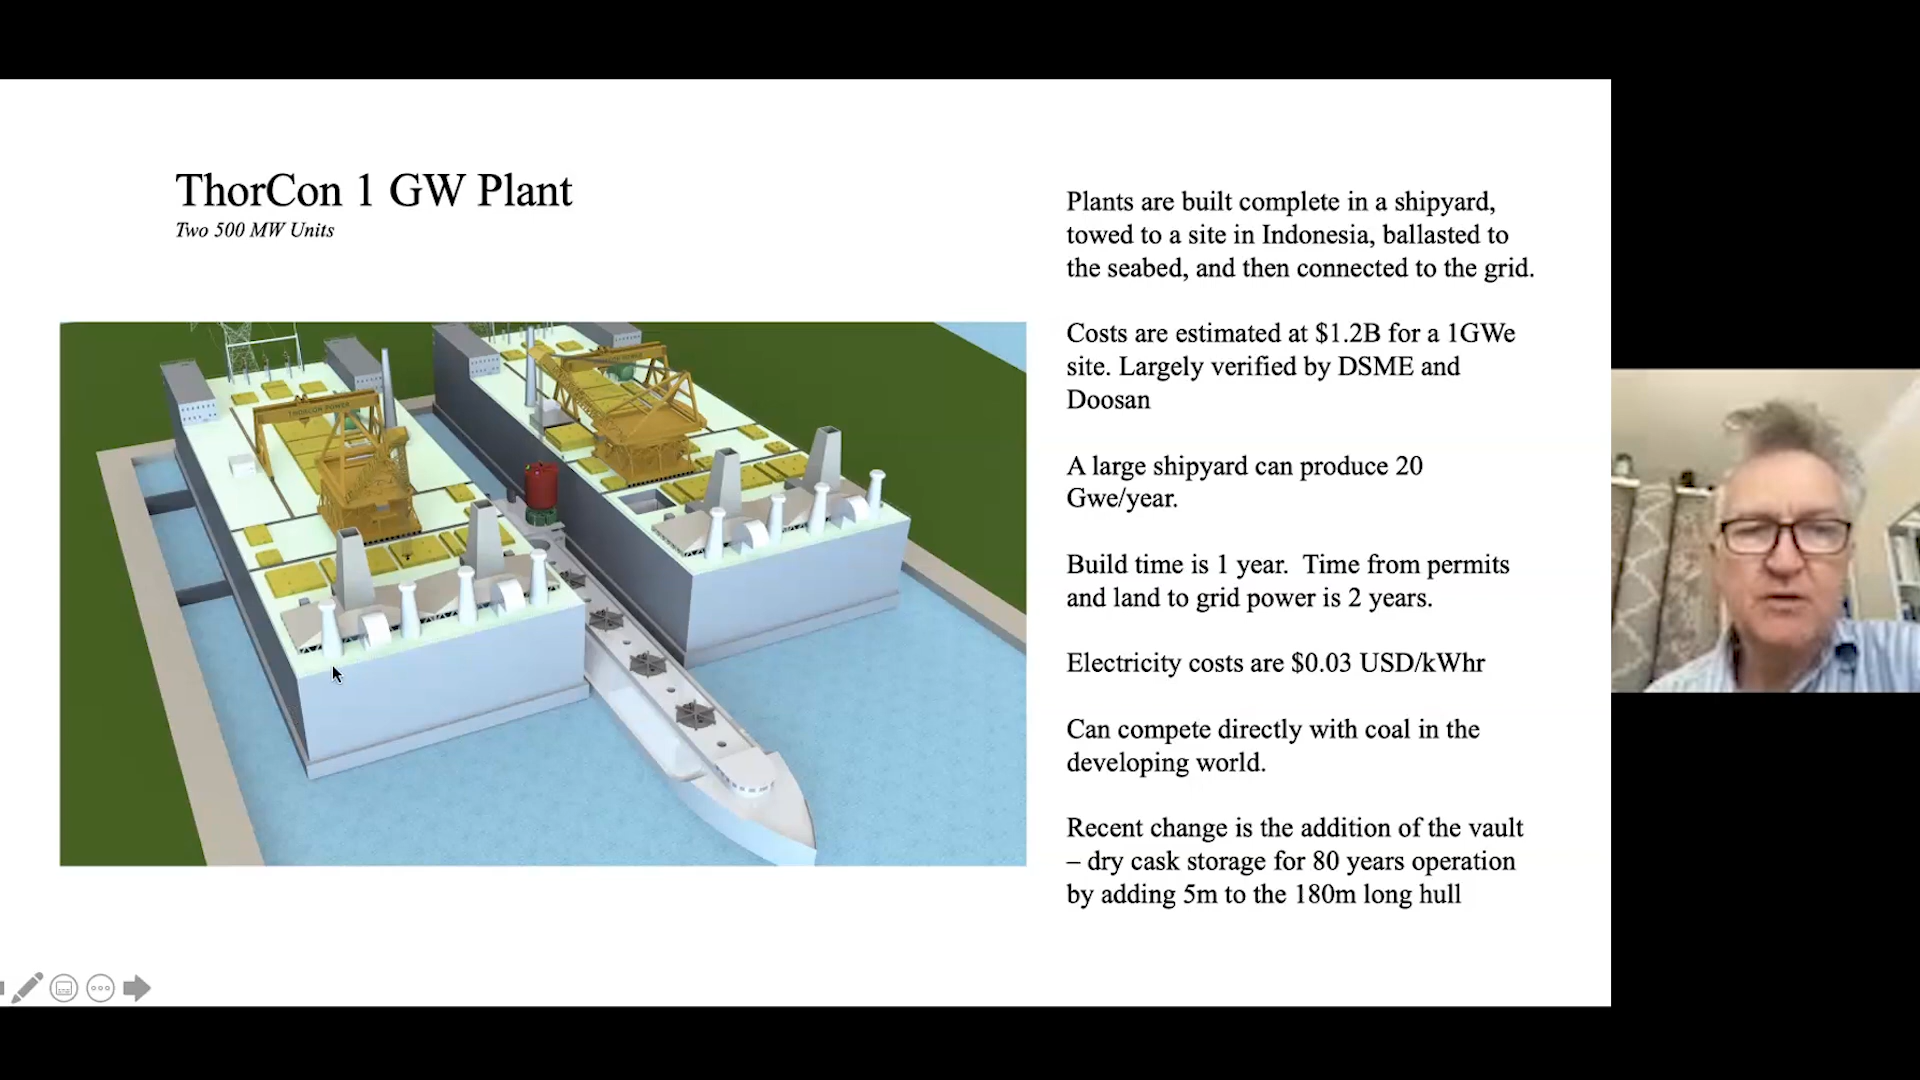 ThorCon 1 GW Plant
Two 500 MW Units
THORCON POWER
Plants are built complete in a shipyard,
towed to a site in Indonesia, ballasted to
the seabed, and then connected to the grid.
Costs are estimated at $1.2B for a 1GWe
site. Largely verified by DSME and
Doosan
A large shipyard can produce 20
Gwe/year.
Build time is 1 year.  Time from permits
and land to grid power is 2 years.
Electricity costs are $0.03 USD/kWhr
Can compete directly with coal in the
developing world.
Recent change is the addition of the vault
– dry cask storage for 80 years operation
by adding 5m to the 180m long hull